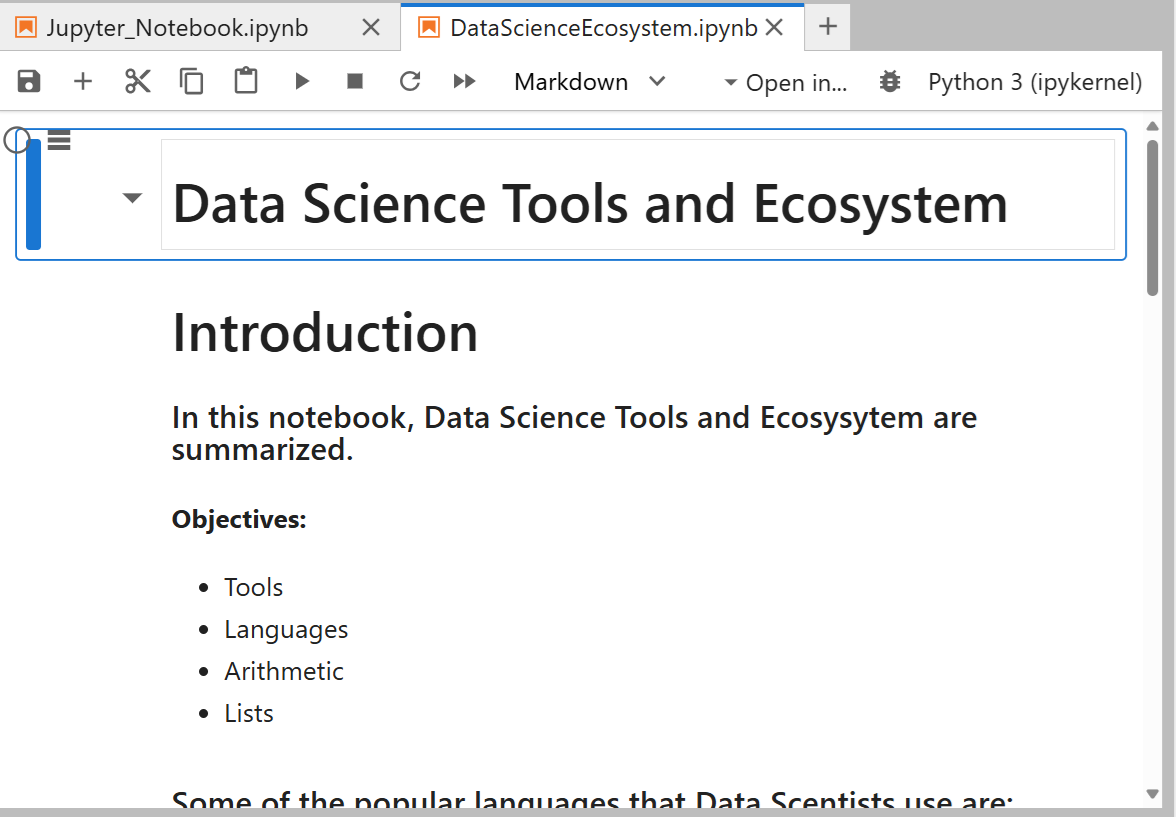 Jupyter_Notebook.ipynb
DataScienceEcosystem.ipynb
Markdown
Open in...
Python 3 (ipykernel)
Data Science Tools and Ecosystem
Introduction
In this notebook, Data Science Tools and Ecosysytem are
summarized.
Objectives:
Tools
Languages
Arithmetic
Lists
Some of the popular languages that Data Scentists use are: